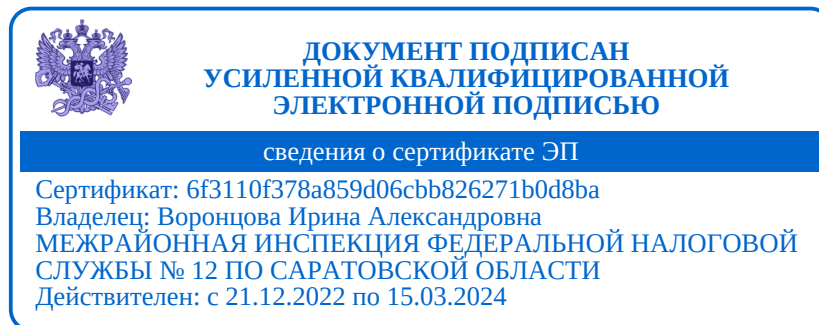 ДОКУМЕНТ ПОДПИСАН
УСИЛЕННОЙ КВАЛИФИЦИРОВАННОЙ
ЭЛЕКТРОННОЙ ПОДПИСЬЮ
сведения о сертификате ЭП
Сертификат: 6f3110f378a859d06cbb826271b0d8ba
Владелец: Воронцова Ирина Александровна
МЕЖРАЙОННАЯ ИНСПЕКЦИЯ ФЕДЕРАЛЬНОЙ НАЛОГОВОЙ
СЛУЖБЫ № 12 ПО САРАТОВСКОЙ ОБЛАСТИ
Действителен: с 21.12.2022 по 15.03.2024